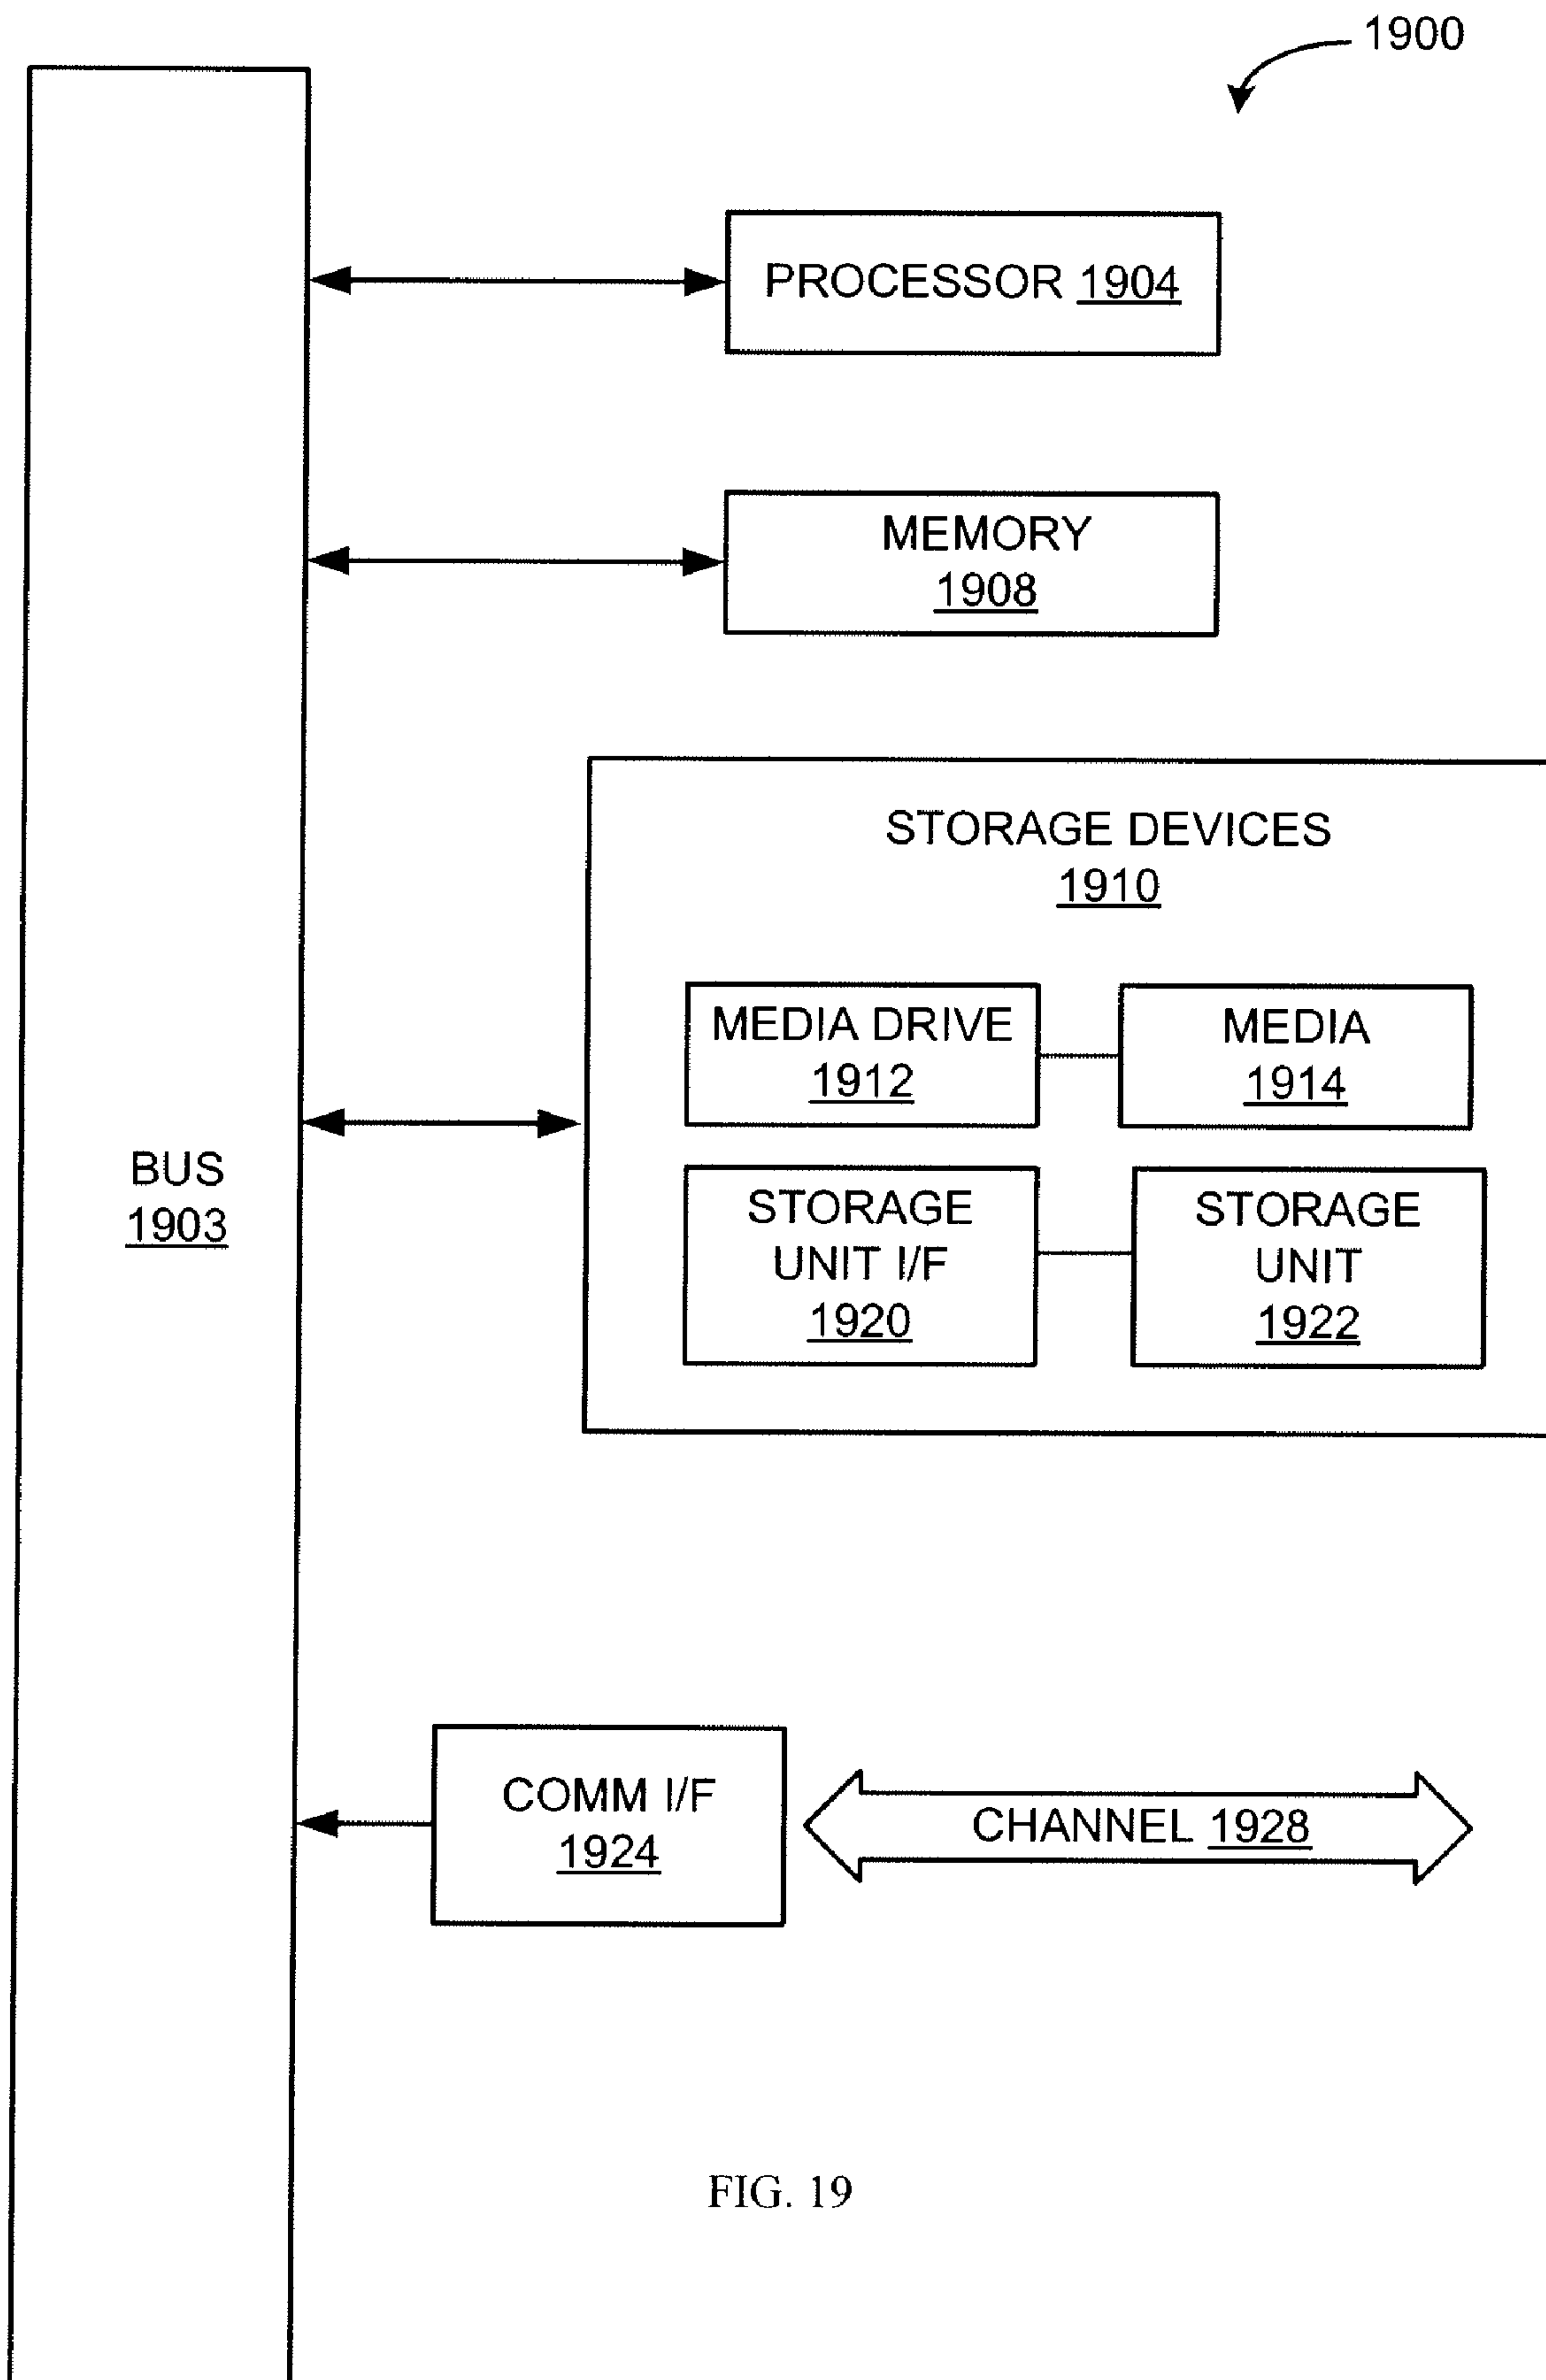 1900
PROCESSOR 1904
MEMORY
1908
STORAGE DEVICES
1910
MEDIA DRIVE
1912
MEDIA
1914
BUS
1903
STORAGE
UNIT I/F
1920
STORAGE
UNIT
1922
COMM I/F
1924
CHANNEL 1928
FIG. 19